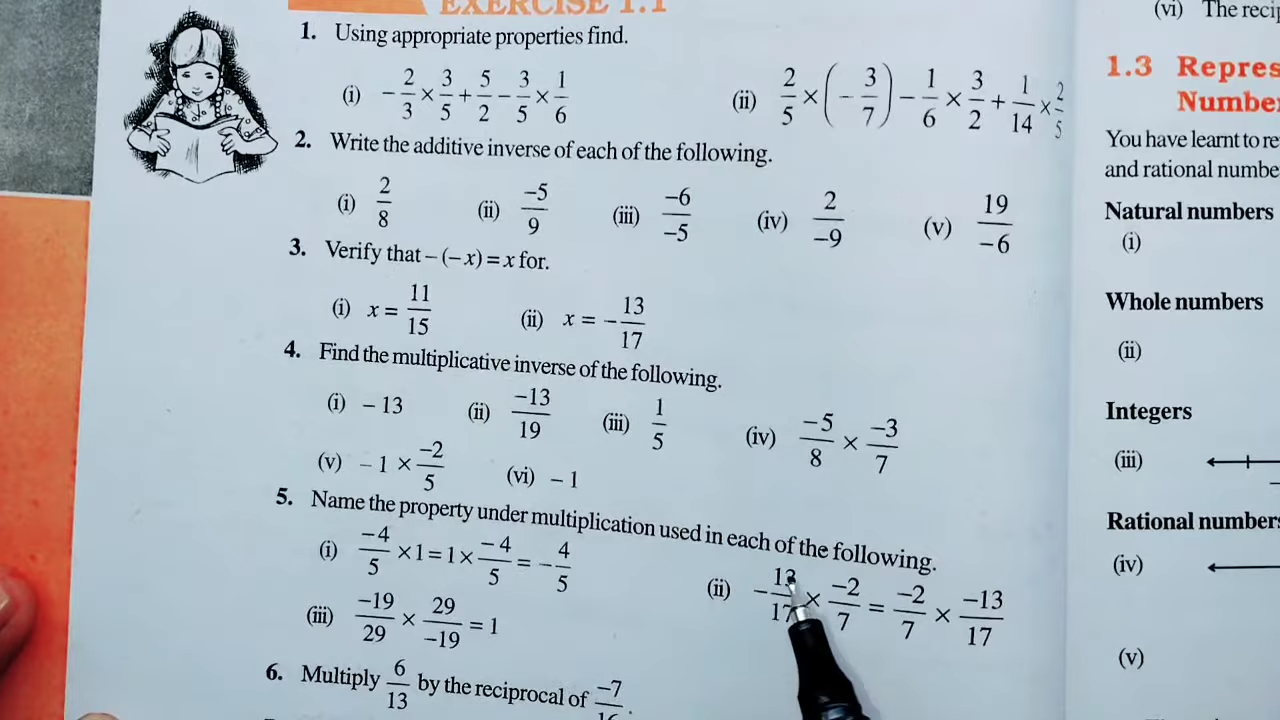 EXERCISE 1.1
1. Using appropriate properties find.
(i) -2/3 × 3/5 + 5/2 - 3/5 × 1/6 (ii) 2/5 × (-3/7) - 1/6 × 3/2 + 1/14 × 2/5
2. Write the additive inverse of each of the following.
(i) 2/8 (ii) -5/9 (iii) -6/-5 (iv) 2/-9 (v) 19/-6
3. Verify that -(-x) = x for.
(i) x = 11/15 (ii) x = -13/17
4. Find the multiplicative inverse of the following.
(i) -13 (ii) -13/19 (iii) 1/5 (iv) -5/8 × -3/7
(v) -1 × -2/5 (vi) -1
5. Name the property under multiplication used in each of the following.
(i) -4/5 × 1 = 1 × -4/5 = -4/5 (ii) -13/17 × -2/7 = -2/7 × -13/17
(iii) -19/29 × 29/-19 = 1
6. Multiply 6/13 by the reciprocal of -7/16.
(vi) The
1.3
You have learnt to
and rational
Natural numbers
(i)
Whole numbers
(ii)
Integers
(iii)
Rational numbers
(iv)
(v)